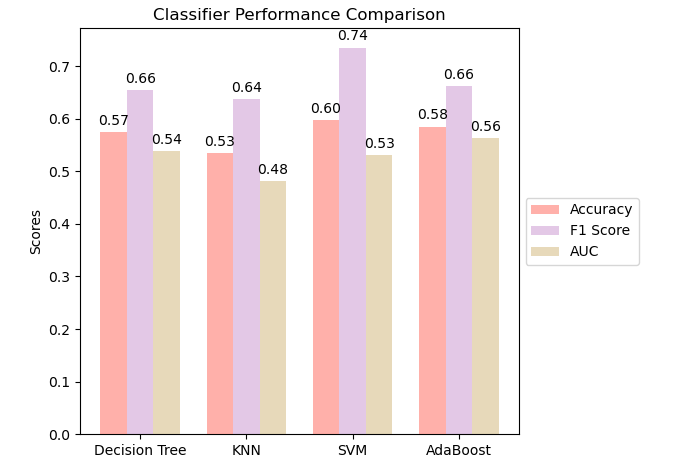 Classifier Performance Comparison
Scores
0.7
0.6
0.5
0.4
0.3
0.2
0.1
0.0
0.57
0.66
0.54
0.53
0.64
0.48
0.60
0.74
0.53
0.58
0.66
0.56
Decision Tree
KNN
SVM
AdaBoost
Accuracy
F1 Score
AUC